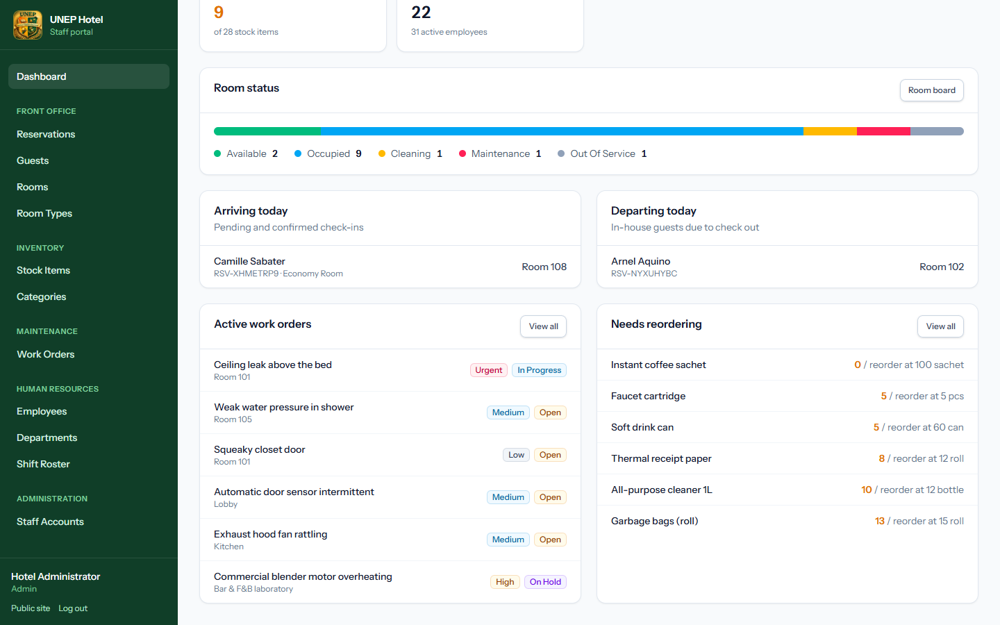 UNEP
UNEP Hotel
Staff portal
Dashboard
FRONT OFFICE
Reservations
Guests
Rooms
Room Types
INVENTORY
Stock Items
Categories
MAINTENANCE
Work Orders
HUMAN RESOURCES
Employees
Departments
Shift Roster
ADMINISTRATION
Staff Accounts
Hotel Administrator
Admin
Public site Log out
9
of 28 stock items
22
31 active employees
Room status
Room board
Available 2 Occupied 9 Cleaning 1 Maintenance 1 Out Of Service 1
Arriving today
Pending and confirmed check-ins
Camille Sabater
RSV-XHMETRP9 · Economy Room
Room 108
Departing today
In-house guests due to check out
Arnel Aquino
RSV-NYXUHYBC
Room 102
Active work orders
View all
Ceiling leak above the bed
Room 101
Urgent In Progress
Weak water pressure in shower
Room 105
Medium Open
Squeaky closet door
Room 101
Low Open
Automatic door sensor intermittent
Lobby
Medium Open
Exhaust hood fan rattling
Kitchen
Medium Open
Commercial blender motor overheating
Bar & F&B laboratory
High On Hold
Needs reordering
View all
Instant coffee sachet 0 / reorder at 100 sachet
Faucet cartridge 5 / reorder at 5 pcs
Soft drink can 5 / reorder at 60 can
Thermal receipt paper 8 / reorder at 12 roll
All-purpose cleaner 1L 10 / reorder at 12 bottle
Garbage bags (roll) 13 / reorder at 15 roll